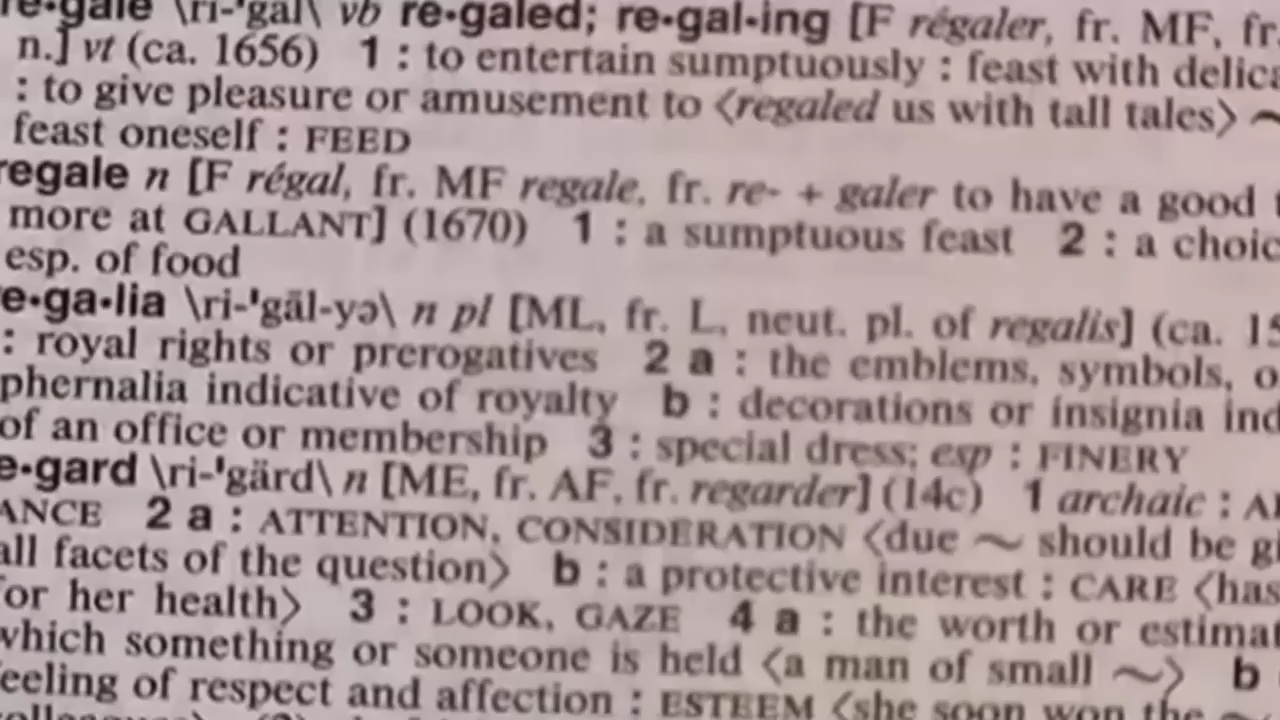 re•gale \ri-ˈgāl\ vb re•galed; re•gal•ing [F régaler, fr. MF, fr.
n.] vt (ca. 1656) 1 : to entertain sumptuously : feast with delica
: to give pleasure or amusement to ⟨regaled us with tall tales⟩ ~
feast oneself : FEED
regale n [F régal, fr. MF regale, fr. re- + galer to have a good
more at GALLANT] (1670) 1 : a sumptuous feast 2 : a choic
esp. of food
e•ga•lia \ri-ˈgāl-yə\ n pl [ML, fr. L, neut. pl. of regalis] (ca. 15
: royal rights or prerogatives 2 a : the emblems, symbols, o
phernalia indicative of royalty b : decorations or insignia ind
of an office or membership 3 : special dress; esp : FINERY
e•gard \ri-ˈgärd\ n [ME, fr. AF, fr. regarder] (14c) 1 archaic : A
ANCE 2 a : ATTENTION, CONSIDERATION ⟨due ~ should be gi
all facets of the question⟩ b : a protective interest : CARE ⟨has
for her health⟩ 3 : LOOK, GAZE 4 a : the worth or estimat
which something or someone is held ⟨a man of small ~⟩ b
feeling of respect and affection : ESTEEM ⟨she soon won the ~